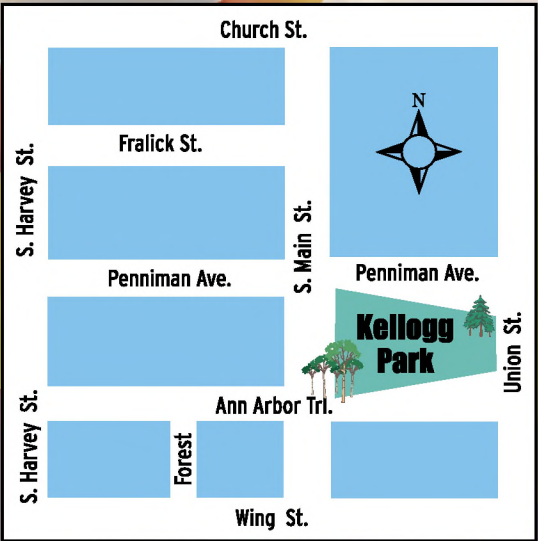 Church St.
N
Fralick St.
S. Harvey St.
S. Main St.
Penniman Ave.
Penniman Ave.
Kellogg
Park
Union St.
Ann Arbor Trl.
S. Harvey St.
Forest
Wing St.